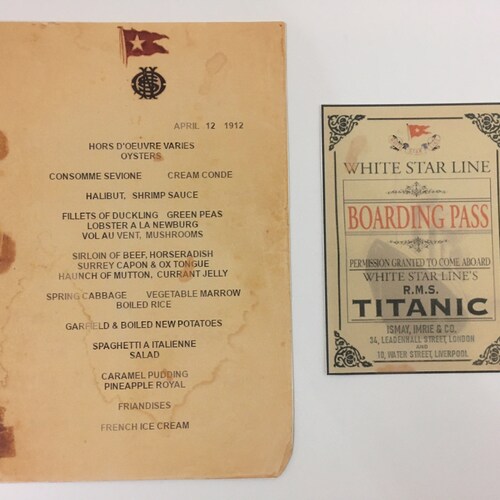 APRIL 12 1912
HORS D'OEUVRE VARIES
OYSTERS
CONSOMME SEVIONE CREAM CONDE
HALIBUT, SHRIMP SAUCE
FILLETS OF DUCKLING GREEN PEAS
LOBSTER A LA NEWBURG
VOL AU VENT, MUSHROOMS
SIRLOIN OF BEEF, HORSERADISH
SURREY CAPON & OX TONGUE
HAUNCH OF MUTTON, CURRANT JELLY
SPRING CABBAGE VEGETABLE MARROW
BOILED RICE
GARFIELD & BOILED NEW POTATOES
SPAGHETTI A ITALIENNE
SALAD
CARAMEL PUDDING
PINEAPPLE ROYAL
FRIANDISES
FRENCH ICE CREAM
WHITE STAR LINE
BOARDING PASS
PERMISSION GRANTED TO COME ABOARD
WHITE STAR LINE'S
R.M.S.
TITANIC
ISMAY, IMRIE & CO.
34, LEADENHALL STREET, LONDON
AND
10, WATER STREET, LIVERPOOL